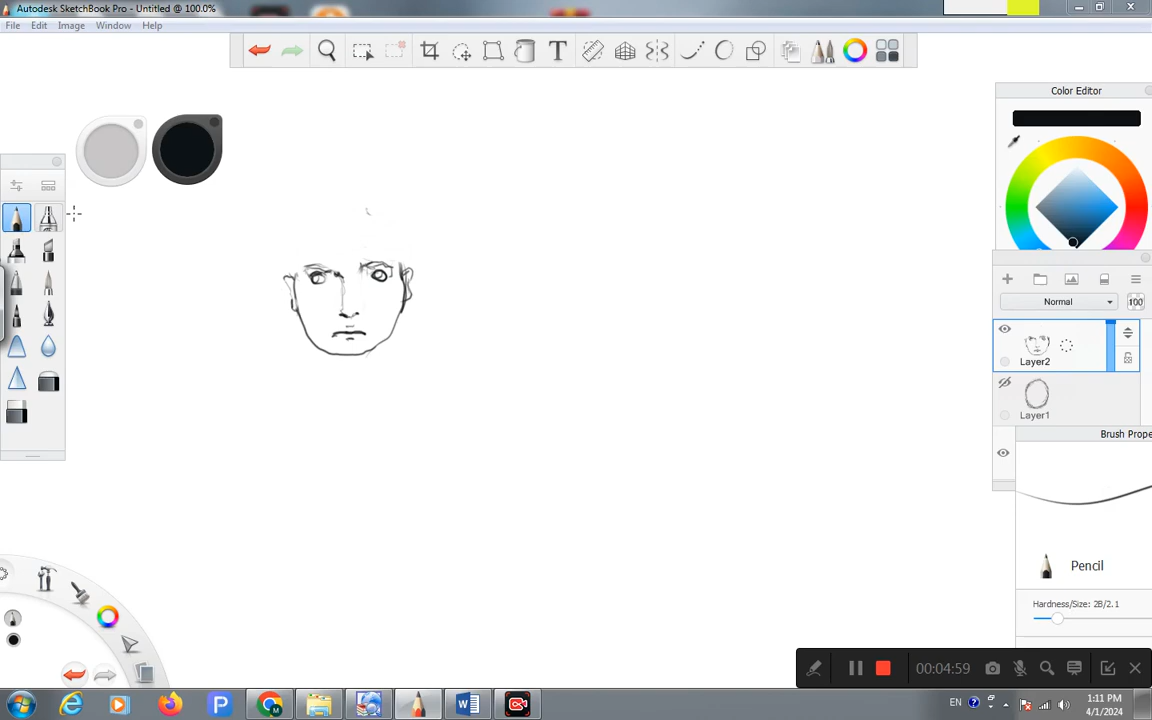 Autodesk SketchBook Pro - Untitled @ 100.0%
File Edit Image Window Help
T
Color Editor
Normal
100
Layer2
Layer1
Brush Prope
Pencil
Hardness/Size: 2B/2.1
00:04:59
EN
1:11 PM
4/1/2024